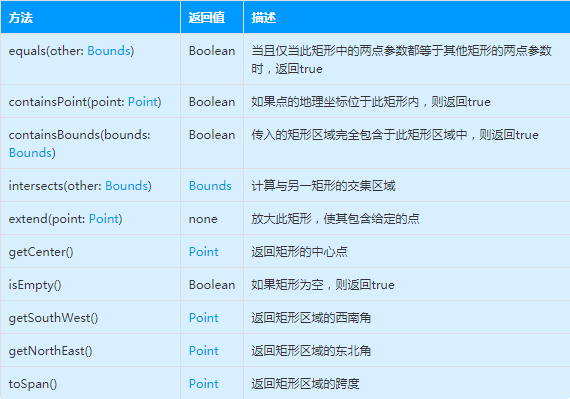 方法 返回值 描述
equals(other: Bounds) Boolean 当且仅当此矩形中的两点参数都等于其他矩形的两点参数
时，返回true
containsPoint(point: Point) Boolean 如果点的地理坐标位于此矩形内，则返回true
containsBounds(bounds: Boolean 传入的矩形区域完全包含于此矩形区域中，则返回true
Bounds)
intersects(other: Bounds) Bounds 计算与另一矩形的交集区域
extend(point: Point) none 放大此矩形，使其包含给定的点
getCenter() Point 返回矩形的中心点
isEmpty() Boolean 如果矩形为空，则返回true
getSouthWest() Point 返回矩形区域的西南角
getNorthEast() Point 返回矩形区域的东北角
toSpan() Point 返回矩形区域的跨度